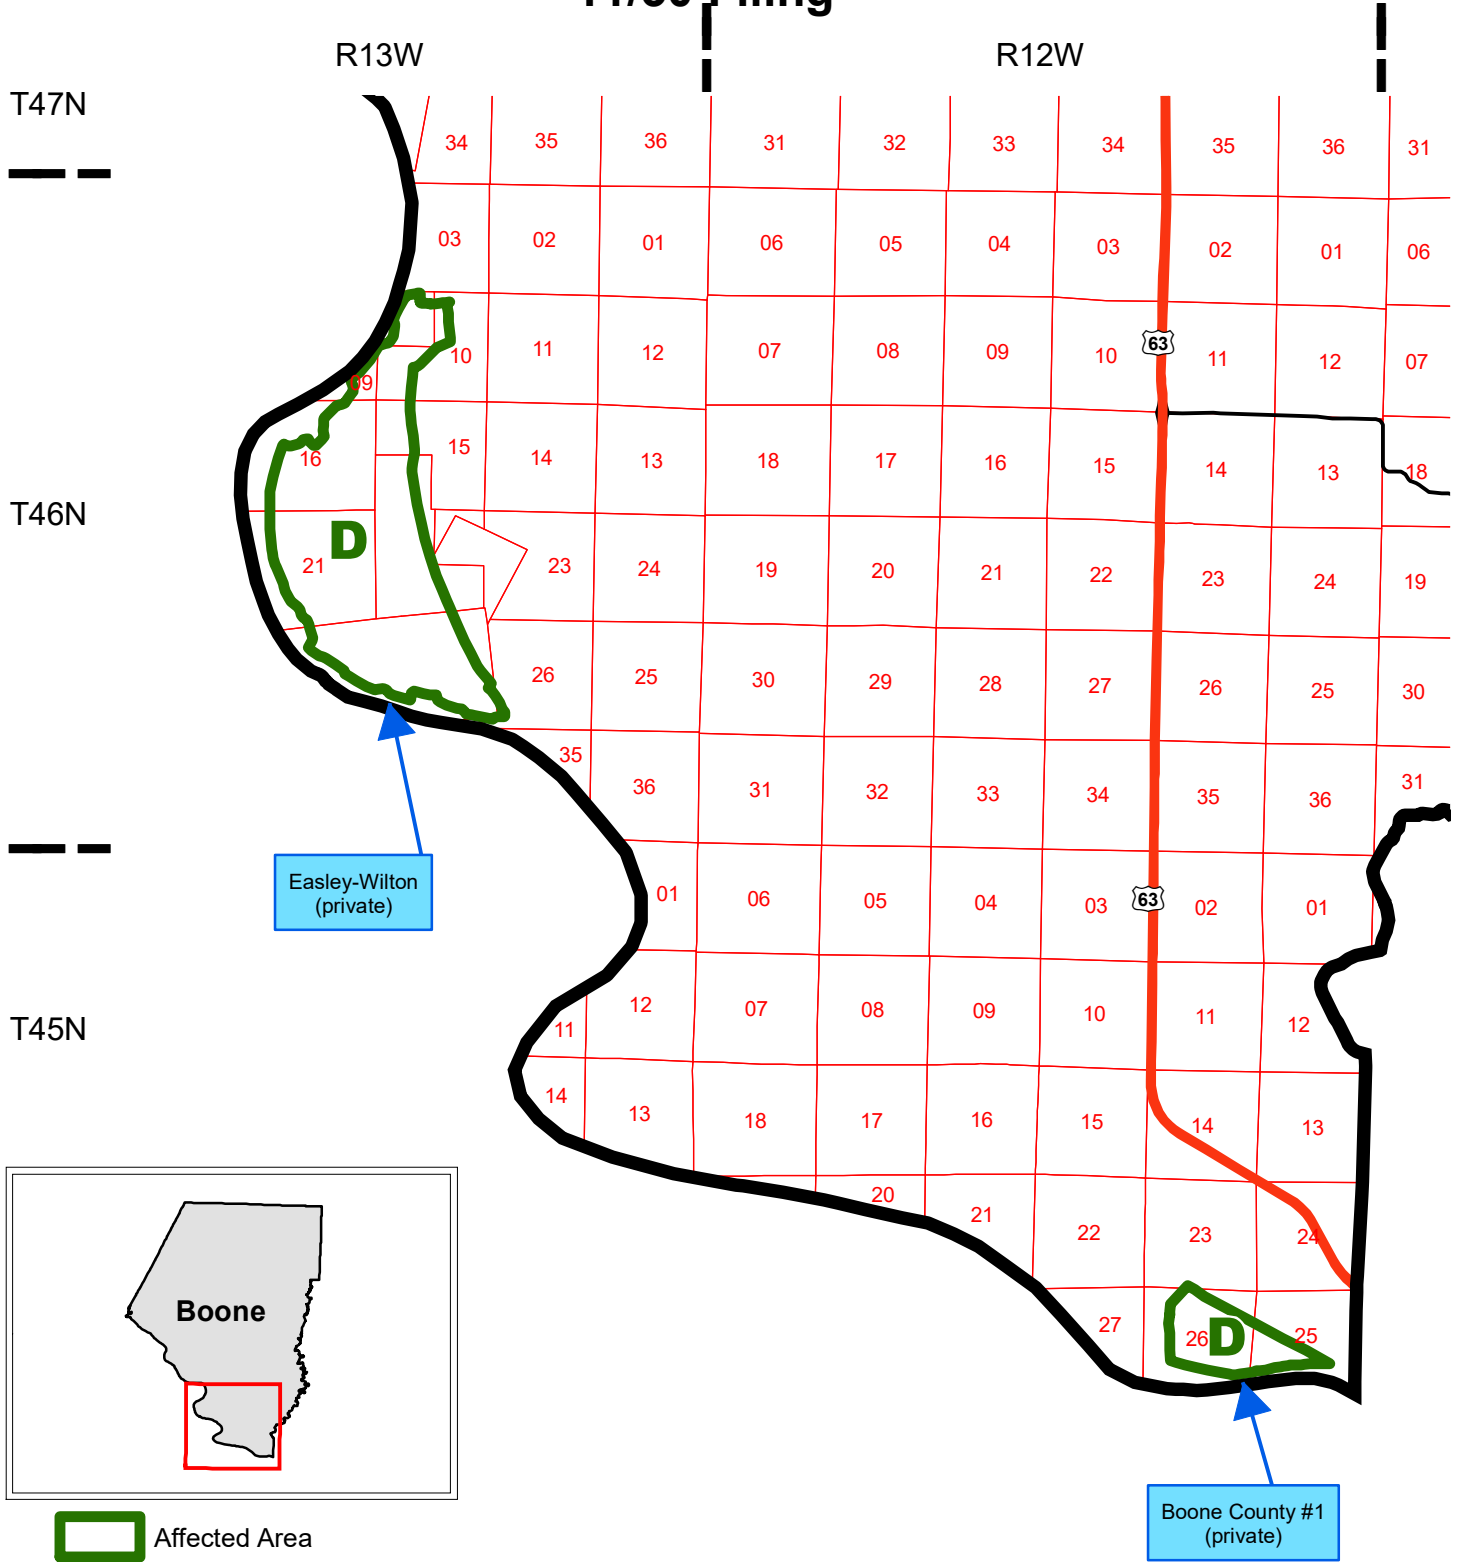 R13W R12W
T47N
34 35 36 31 32 33 34 35 36 31
03 02 01 06 05 04 03 02 01 06
10 11 12 07 08 09 10 63 11 12 07
09
16 15 14 13 18 17 16 15 14 13 18
T46N
D
21 23 24 19 20 21 22 23 24 19
26 25 30 29 28 27 26 25 30
35 36 31 32 33 34 35 36 31
Easley-Wilton
(private)
01 06 05 04 03 63 02 01
T45N
11 12 07 08 09 10 11 12
14 13 18 17 16 15 14 13
20 21 22 23 24
27 26 D 25
Boone
Boone County #1
(private)
Affected Area